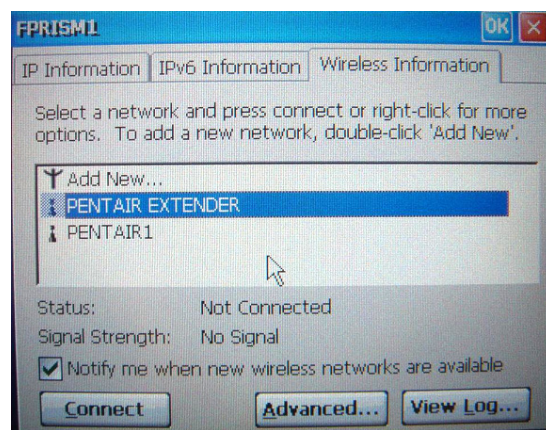 FPRISM1 OK
IP Information IPv6 Information Wireless Information
Select a network and press connect or right-click for more
options. To add a new network, double-click 'Add New'.
Add New...
PENTAIR EXTENDER
PENTAIR1
Status: Not Connected
Signal Strength: No Signal
Notify me when new wireless networks are available
Connect Advanced... View Log...